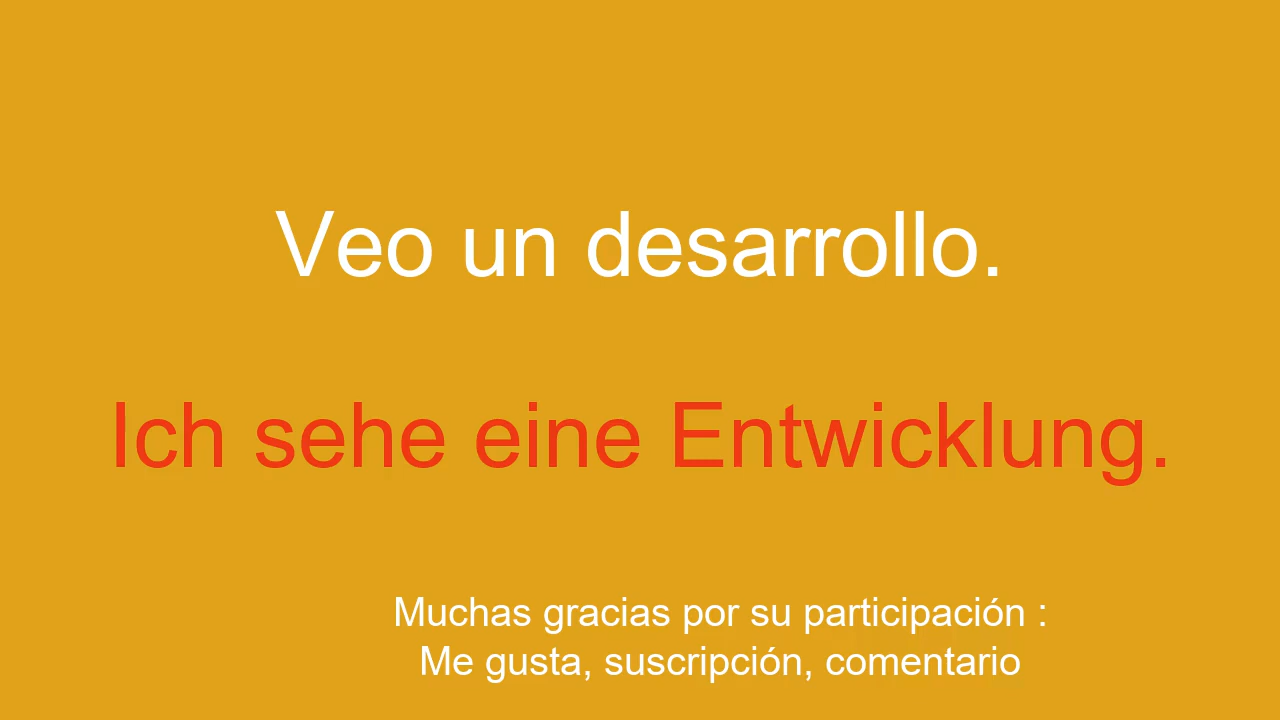 Veo un desarrollo.
Ich sehe eine Entwicklung.
Muchas gracias por su participación :
Me gusta, suscripción, comentario